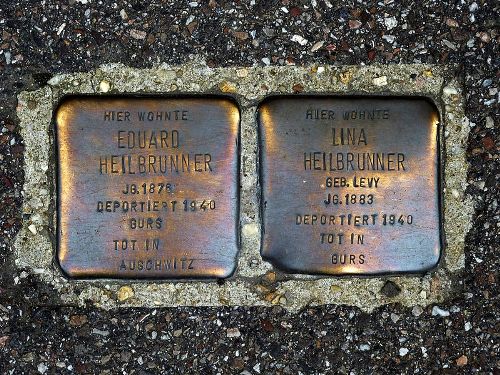 HIER WOHNTE
EDUARD
HEILBRUNNER
JG. 1876
DEPORTIERT 1940
GURS
TOT IN
AUSCHWITZ
HIER WOHNTE
LINA
HEILBRUNNER
GEB. LEVY
JG. 1883
DEPORTIERT 1940
TOT IN
GURS